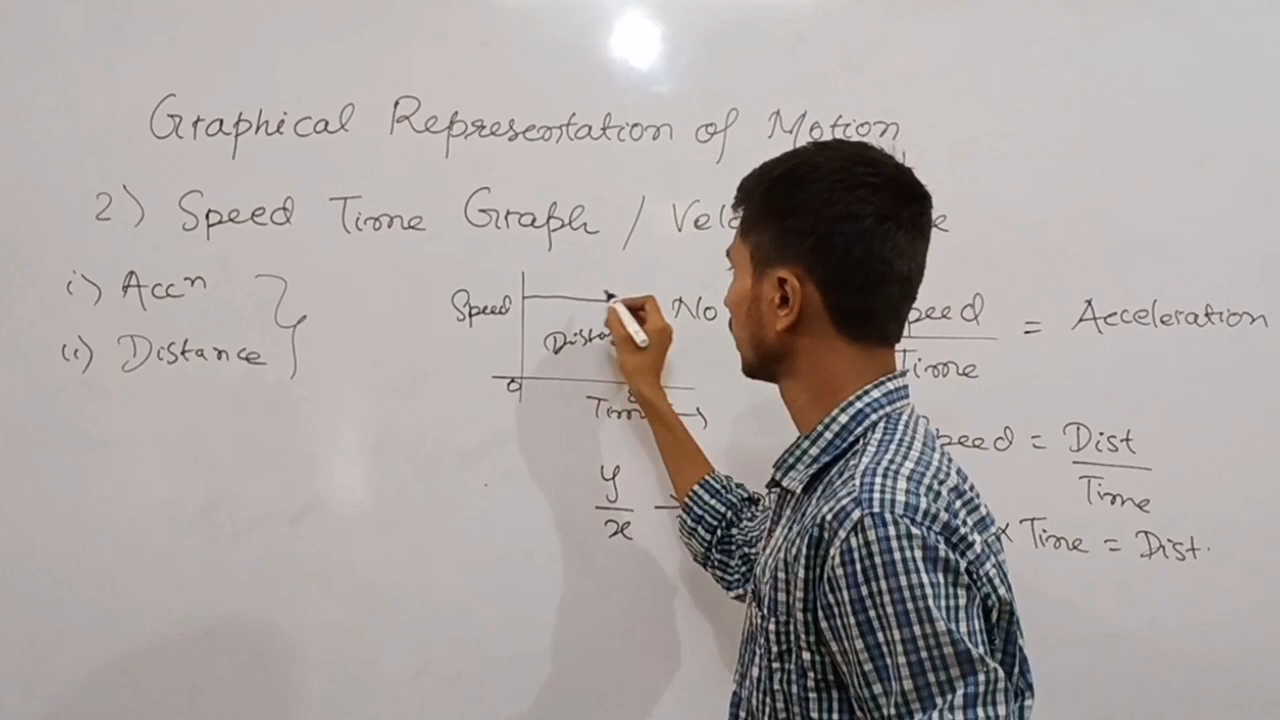 Graphical Representation of Motion
2) Speed Time Graph /
i) Accn
ii) Distance
Speed
No
0
Time
y
x
= Acceleration
Time
= Dist
Time
x Time = Dist.